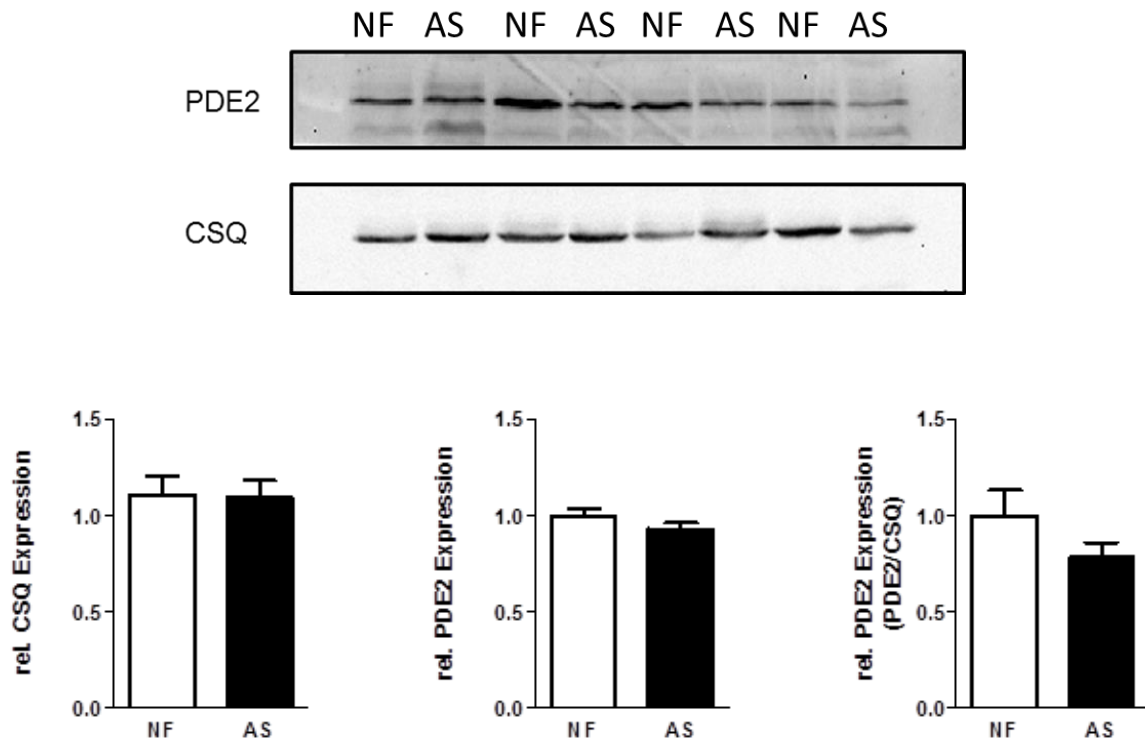 NF AS NF AS NF AS NF AS
PDE2
CSQ
rel. CSQ Expression
1.5
1.0
0.5
0.0
NF AS
rel. PDE2 Expression
1.5
1.0
0.5
0.0
NF AS
rel. PDE2 Expression
(PDE2/CSQ)
1.5
1.0
0.5
0.0
NF AS